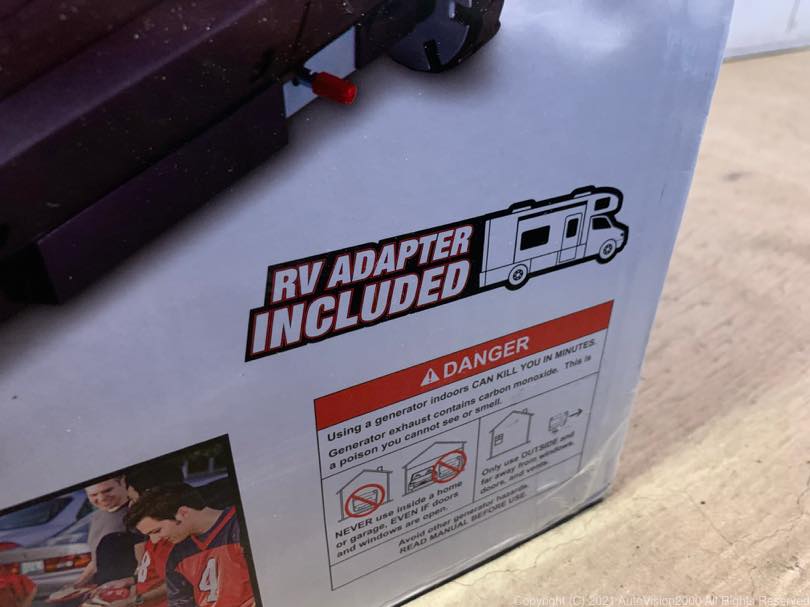 RV ADAPTER
INCLUDED
DANGER
Using a generator indoors CAN KILL YOU IN MINUTES.
Generator exhaust contains carbon monoxide. This is
a poison you cannot see or smell.
NEVER use inside a home
or garage, EVEN IF doors
and windows are open.
Only use OUTSIDE and
far away from windows,
doors, and vents.
Avoid other generator hazards.
READ MANUAL BEFORE USE.
4
Copyright (C) 2021 AutoVision2000 All Rights Reserved